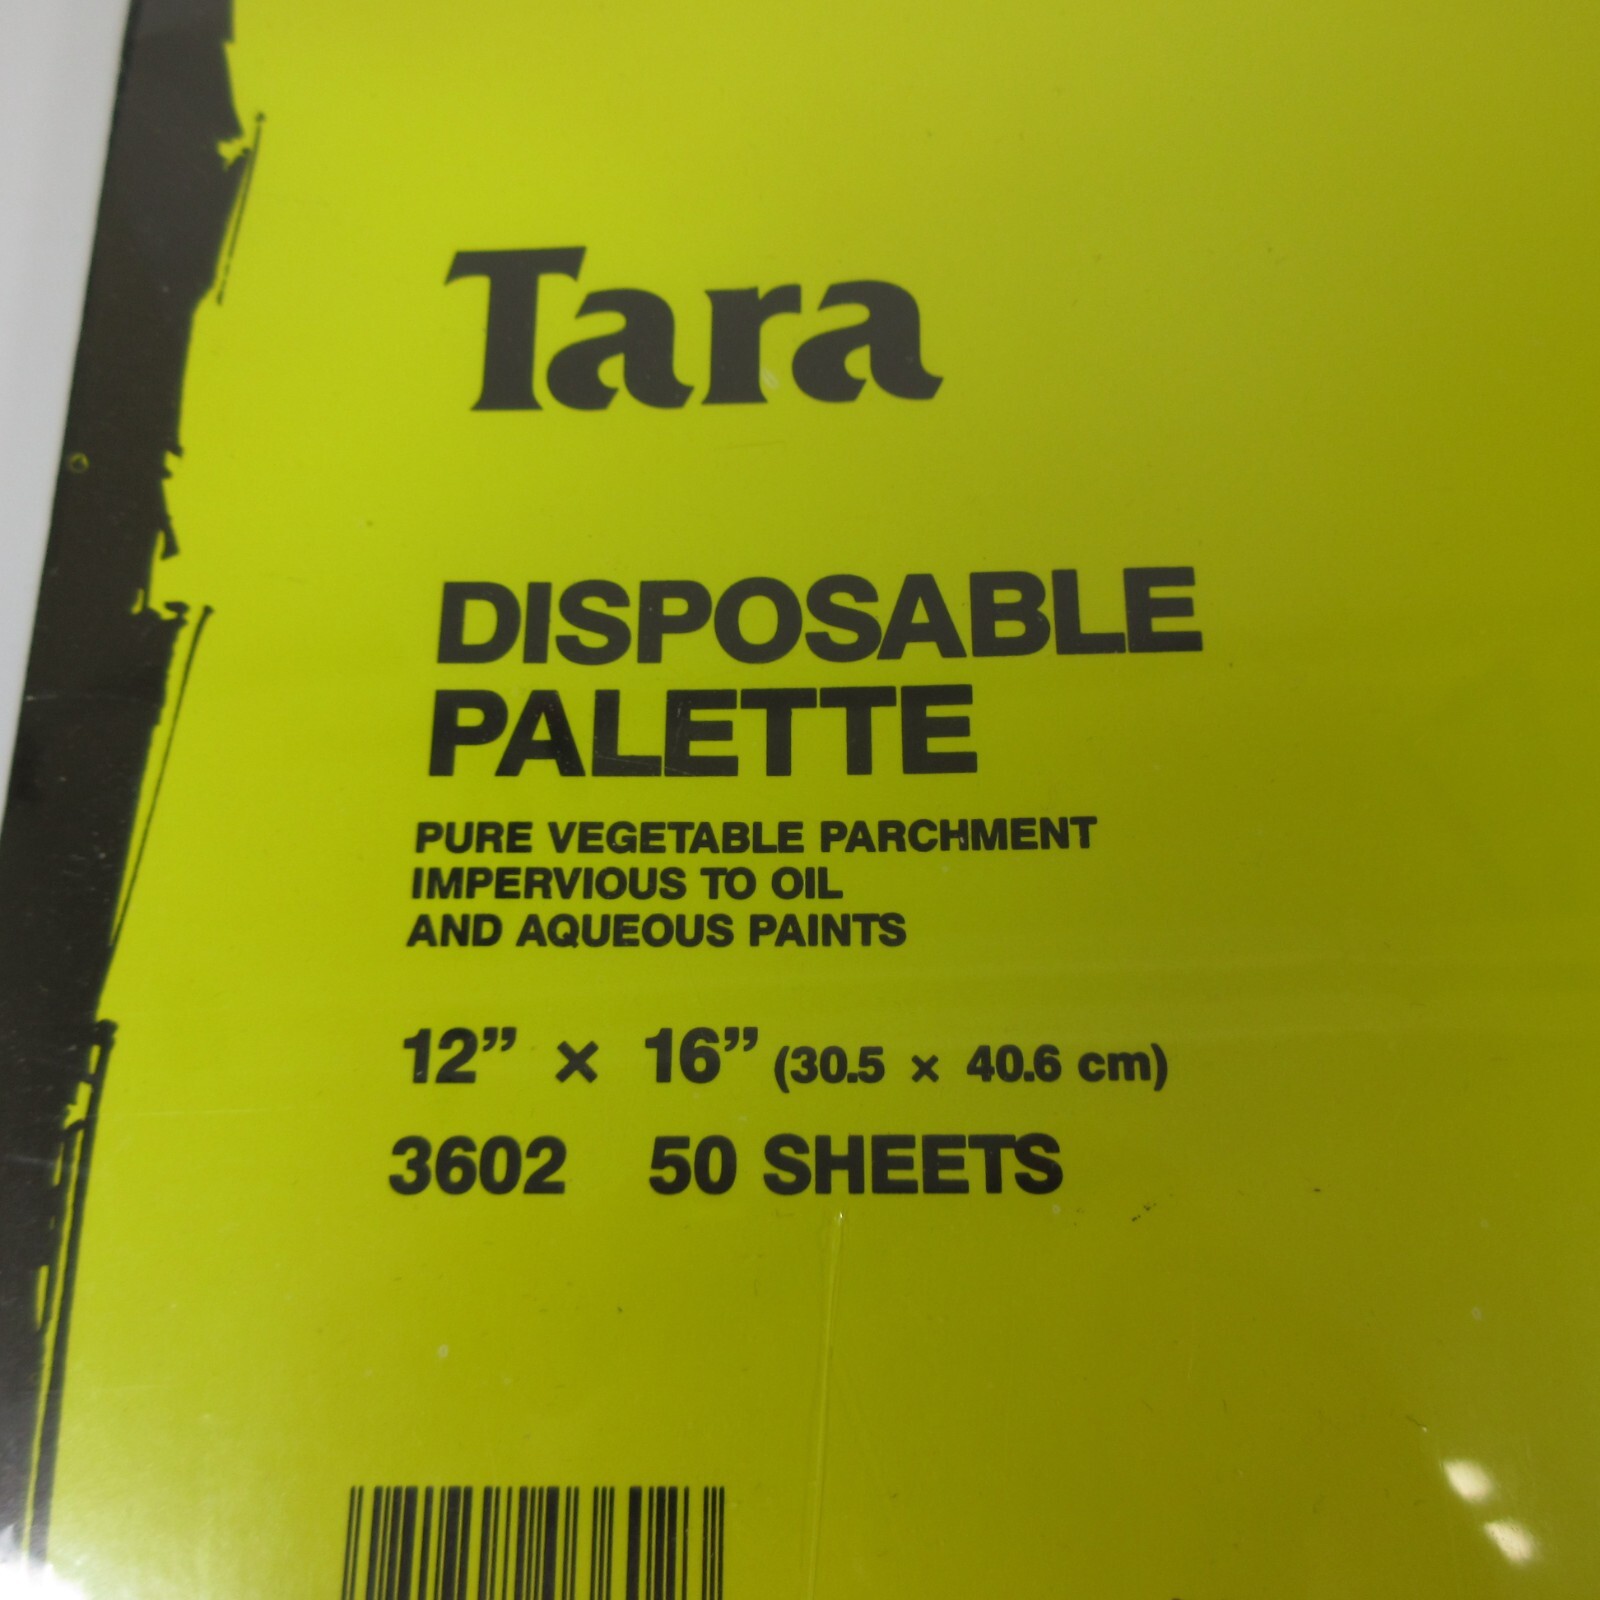 Tara
DISPOSABLE
PALETTE
PURE VEGETABLE PARCHMENT
IMPERVIOUS TO OIL
AND AQUEOUS PAINTS
12” × 16” (30.5 × 40.6 cm)
3602 50 SHEETS